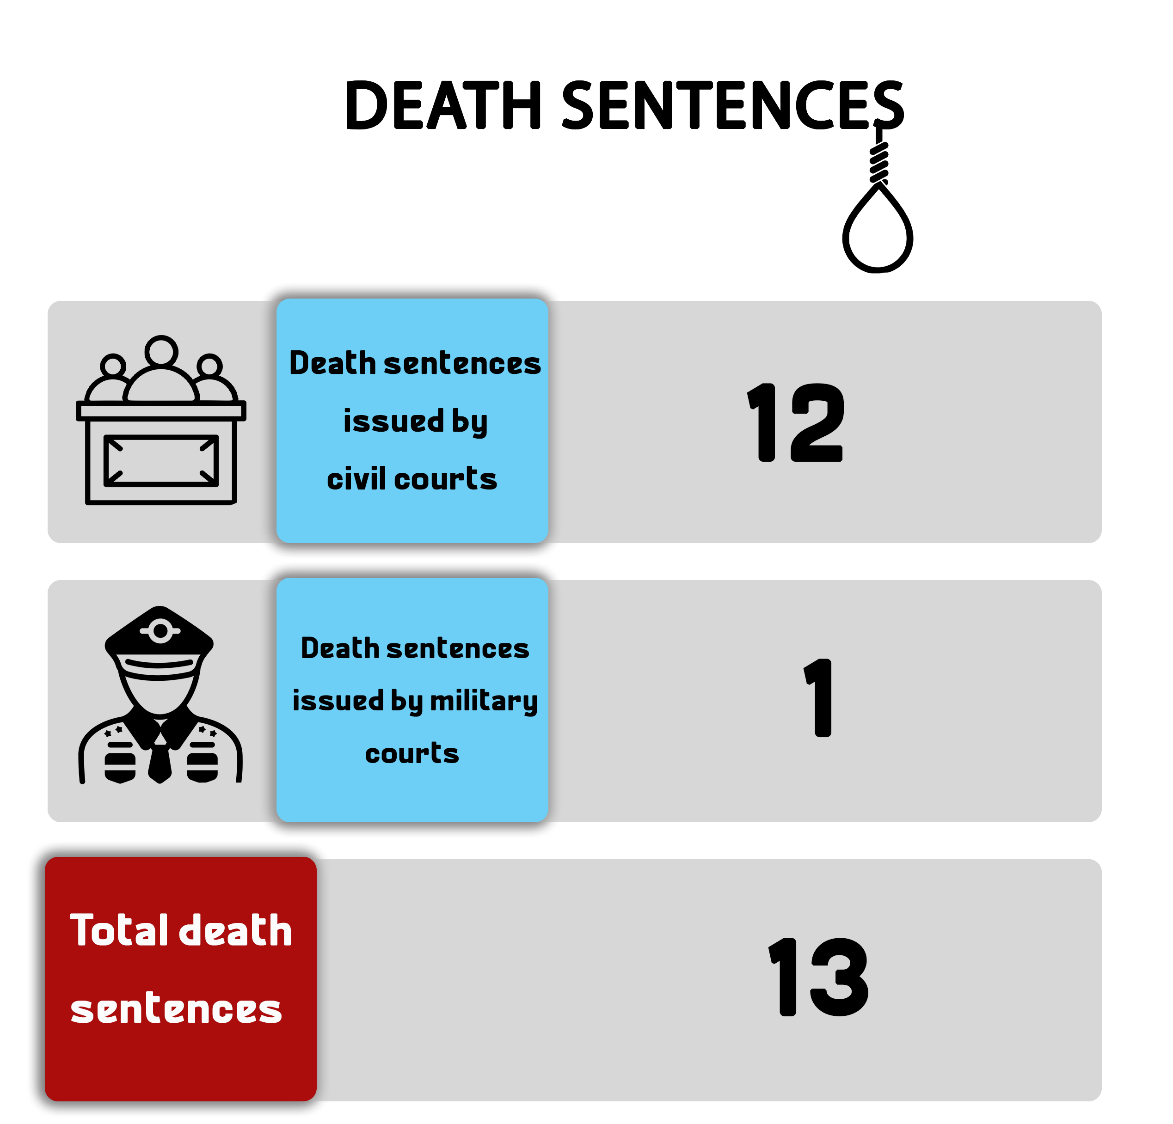 DEATH SENTENCES
Death sentences
issued by
civil courts
12
Death sentences
issued by military
courts
1
Total death
sentences
13